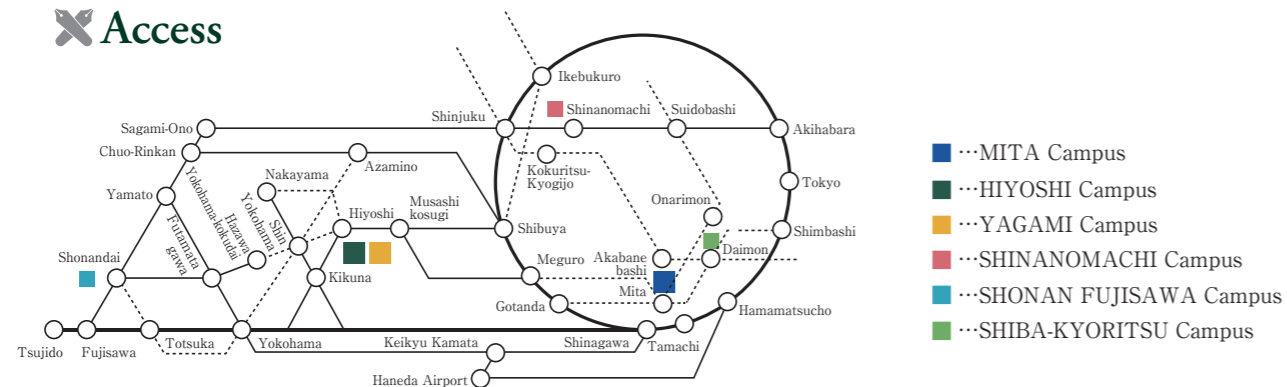 Access
Ikebukuro
Shinjuku
Shinanomachi
Suidobashi
Sagami-Ono
Akihabara
Chuo-Rinkan
Azamino
Kokuritsu-
Kyogijo
Nakayama
Tokyo
Yamato
Yokohama-kokudai
Hazawa
Shin
Yokohama
Hiyoshi
Musashi
kosugi
Onarimon
Shibuya
Shimbashi
Futamata
gawa
Shonandai
Kikuna
Meguro
Akabane
bashi
Daimon
Gotanda
Mita
Hamamatsucho
Tsujido
Fujisawa
Totsuka
Yokohama
Keikyu Kamata
Shinagawa
Tamachi
Haneda Airport
…MITA Campus
…HIYOSHI Campus
…YAGAMI Campus
…SHINANOMACHI Campus
…SHONAN FUJISAWA Campus
…SHIBA-KYORITSU Campus